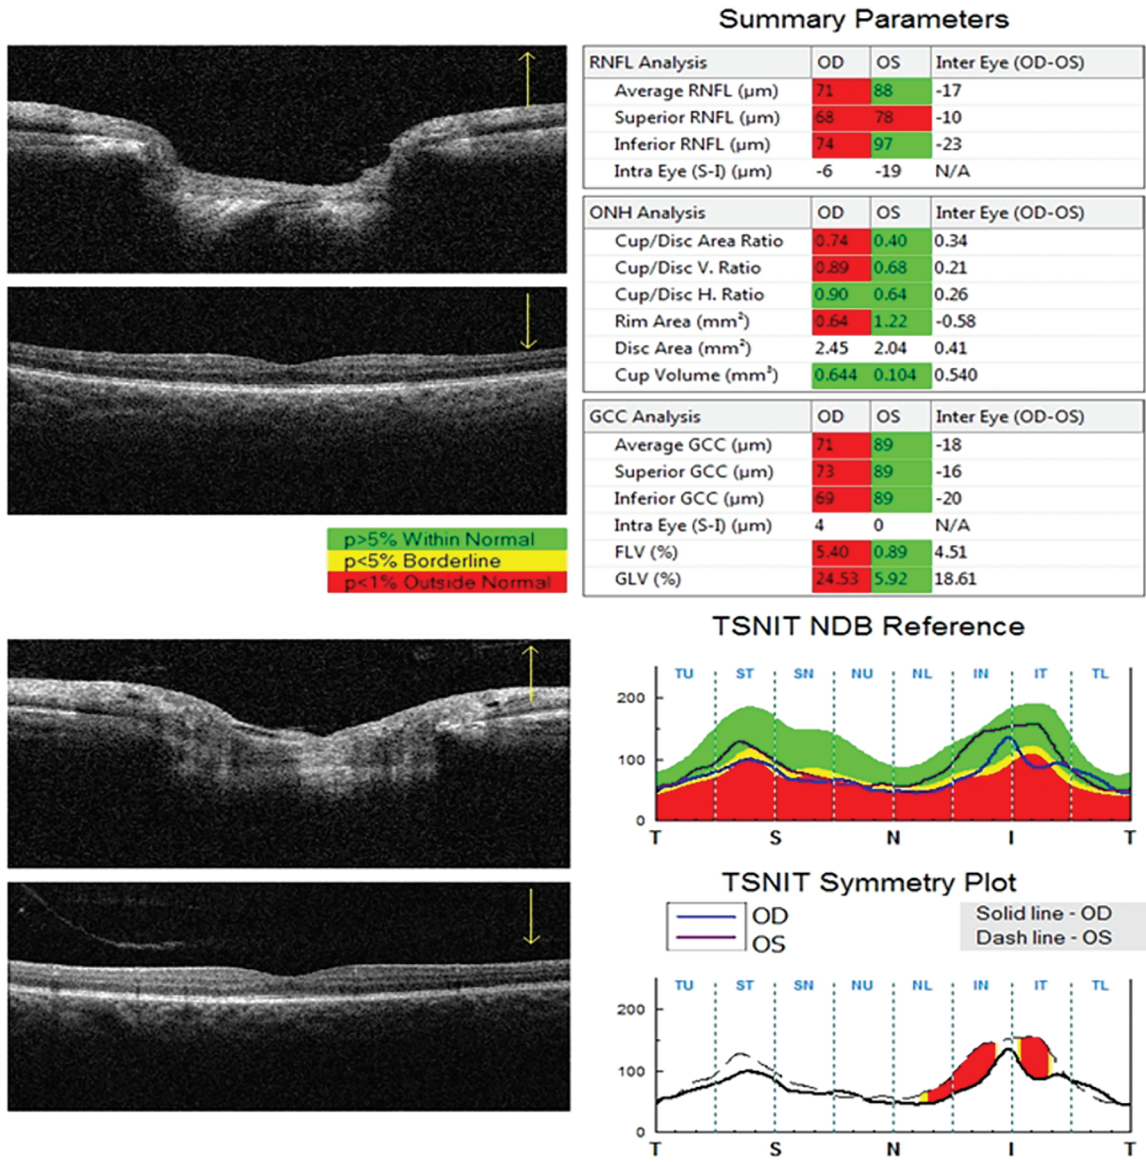 Summary Parameters
RNFL Analysis OD OS Inter Eye (OD-OS)
Average RNFL (µm) 71 88 -17
Superior RNFL (µm) 68 78 -10
Inferior RNFL (µm) 74 97 -23
Intra Eye (S-I) (µm) -6 -19 N/A
ONH Analysis OD OS Inter Eye (OD-OS)
Cup/Disc Area Ratio 0.74 0.40 0.34
Cup/Disc V. Ratio 0.89 0.68 0.21
Cup/Disc H. Ratio 0.90 0.64 0.26
Rim Area (mm²) 0.64 1.22 -0.58
Disc Area (mm²) 2.45 2.04 0.41
Cup Volume (mm³) 0.644 0.104 0.540
GCC Analysis OD OS Inter Eye (OD-OS)
Average GCC (µm) 71 89 -18
Superior GCC (µm) 73 89 -16
Inferior GCC (µm) 69 89 -20
Intra Eye (S-I) (µm) 4 0 N/A
FLV (%) 5.40 0.89 4.51
GLV (%) 24.53 5.92 18.61
p>5% Within Normal
p<5% Borderline
p<1% Outside Normal
TSNIT NDB Reference
TU ST SN NU NL IN IT TL
200
100
0
T S N I T
TSNIT Symmetry Plot
OD
OS
Solid line - OD
Dash line - OS
TU ST SN NU NL IN IT TL
200
100
0
T S N I T